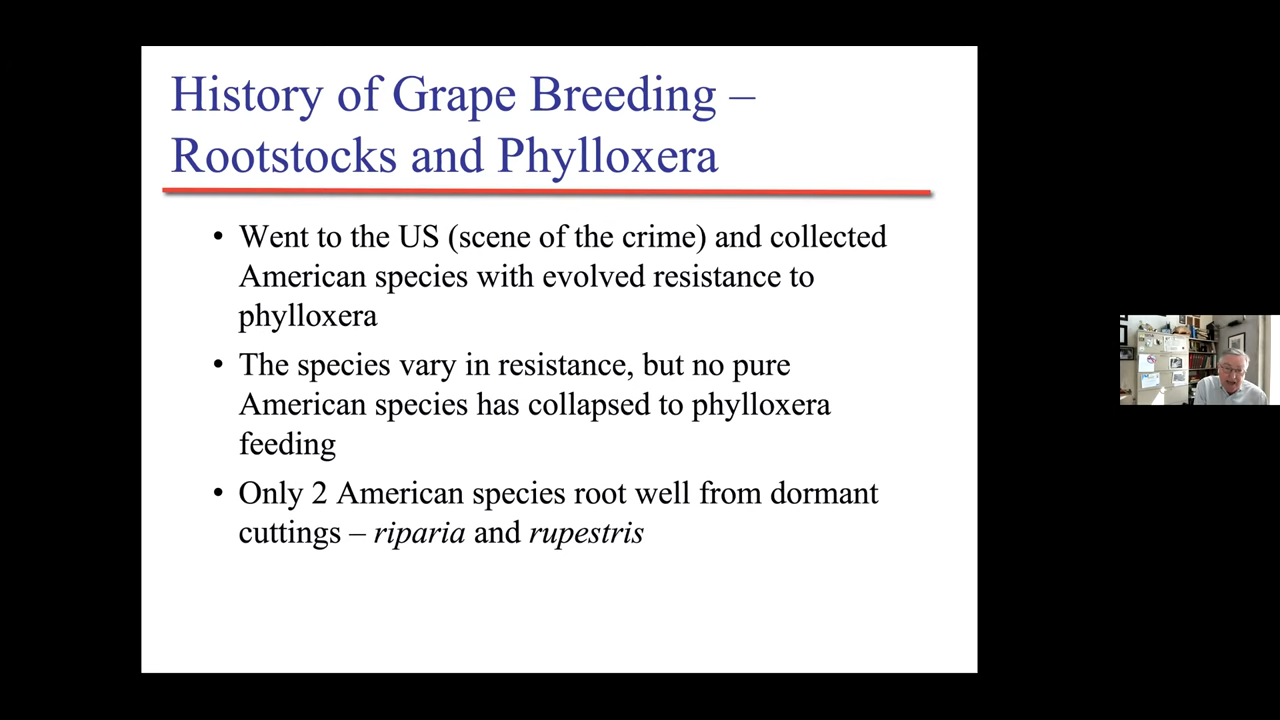 History of Grape Breeding –
Rootstocks and Phylloxera
• Went to the US (scene of the crime) and collected
American species with evolved resistance to
phylloxera
• The species vary in resistance, but no pure
American species has collapsed to phylloxera
feeding
• Only 2 American species root well from dormant
cuttings – riparia and rupestris